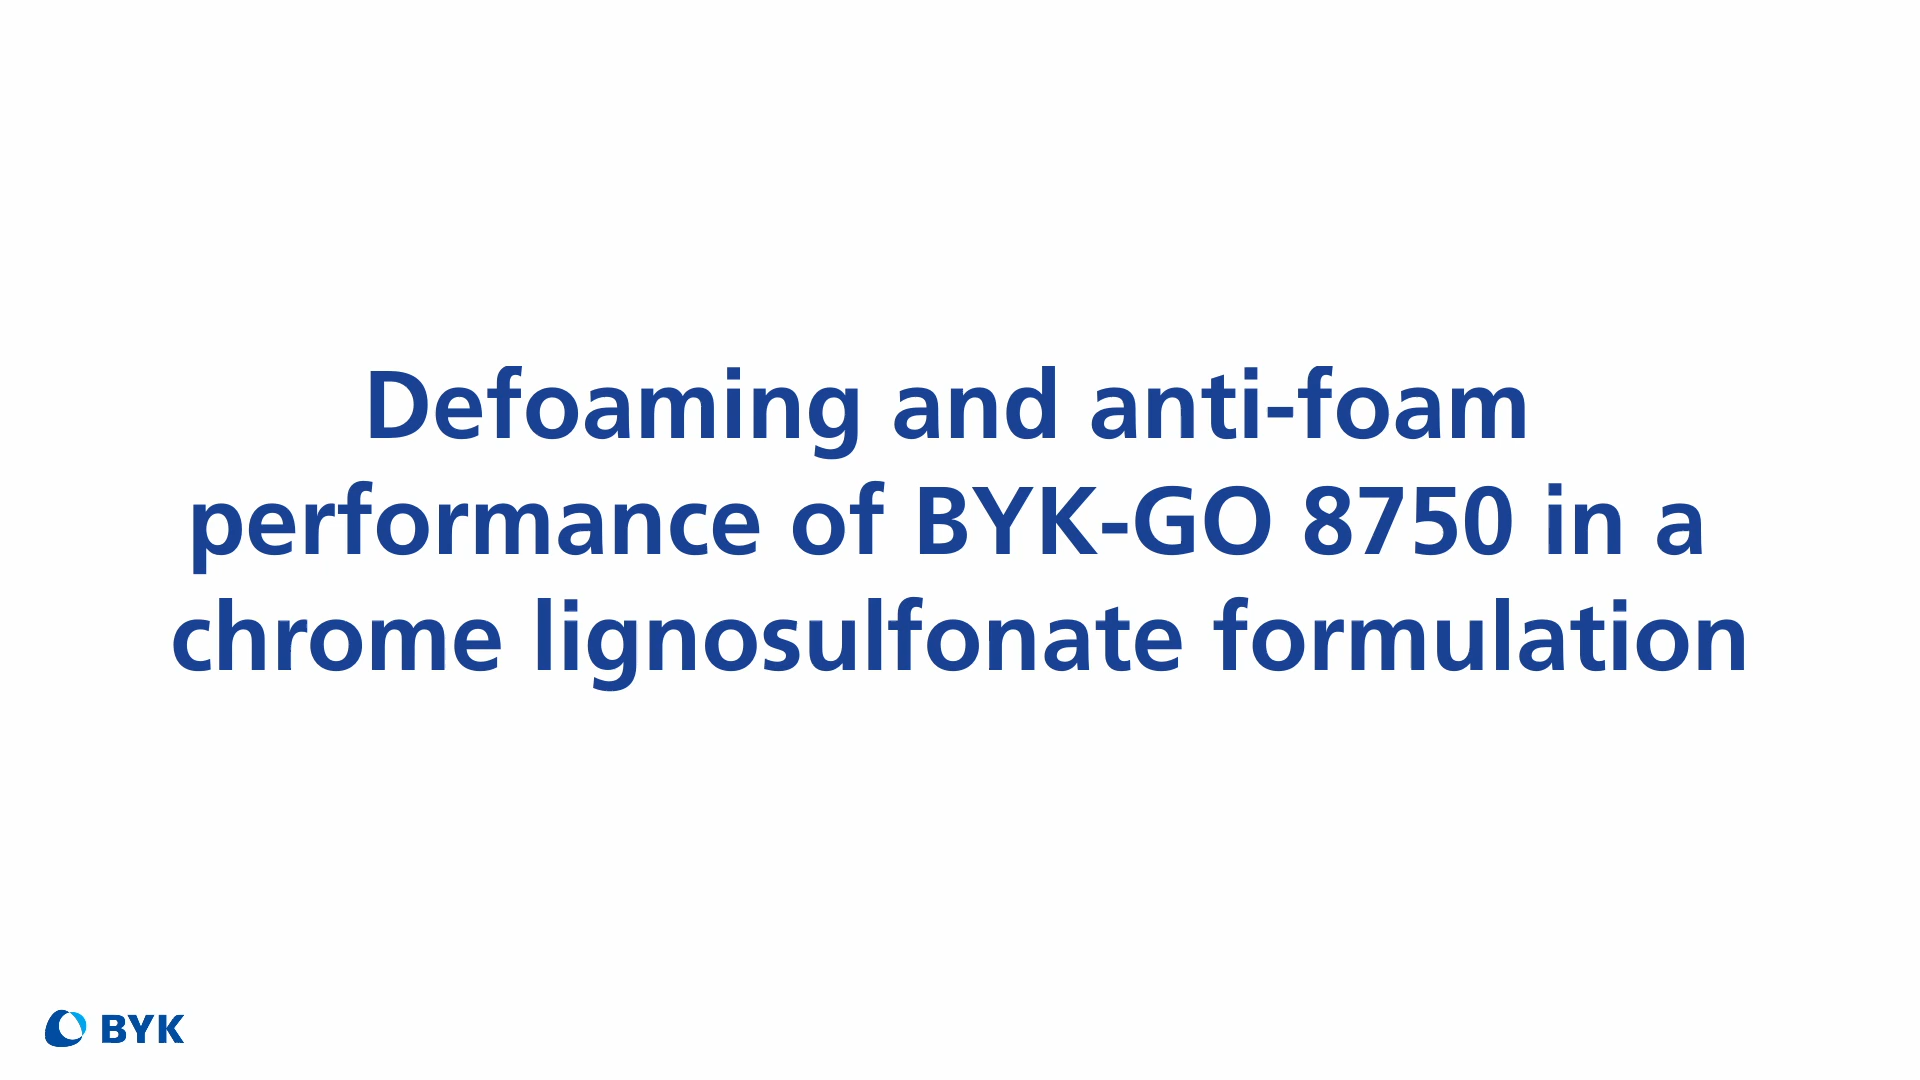 Defoaming and anti-foam
performance of BYK-GO 8750 in a
chrome lignosulfonate formulation
BYK